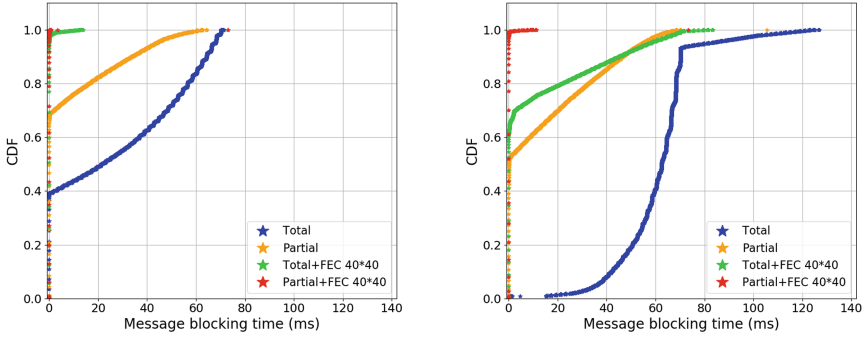 CDF
1.0
0.8
0.6
0.4
0.2
0.0
0 20 40 60 80 100 120 140
Message blocking time (ms)
Total
Partial
Total+FEC 40*40
Partial+FEC 40*40
CDF
1.0
0.8
0.6
0.4
0.2
0.0
0 20 40 60 80 100 120 140
Message blocking time (ms)
Total
Partial
Total+FEC 40*40
Partial+FEC 40*40